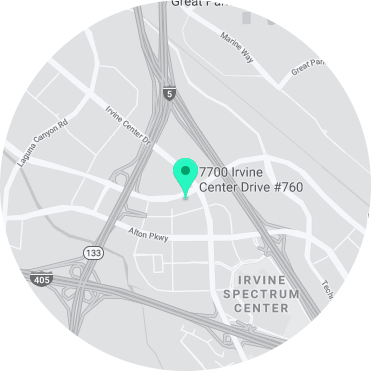 Great Par
Marine Way
Great Par
5
Irvine Center Dr
Laguna Canyon Rd
7700 Irvine
Center Drive #760
Alton Pkwy
133
405
IRVINE
SPECTRUM
CENTER
Tech